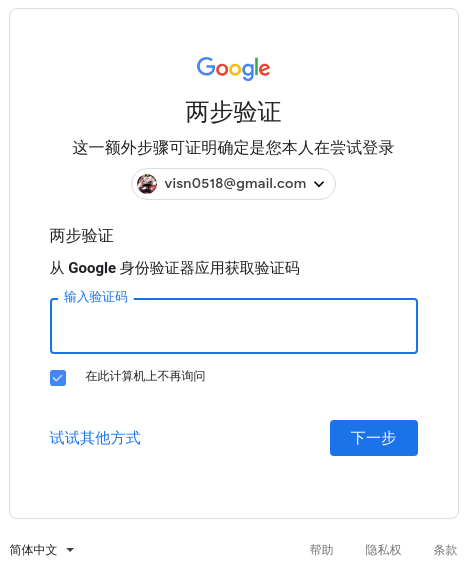 Google
两步验证
这一额外步骤可证明确定是您本人在尝试登录
visn0518@gmail.com
两步验证
从 Google 身份验证器应用获取验证码
输入验证码
在此计算机上不再询问
试试其他方式 下一步
简体中文 帮助 隐私权 条款